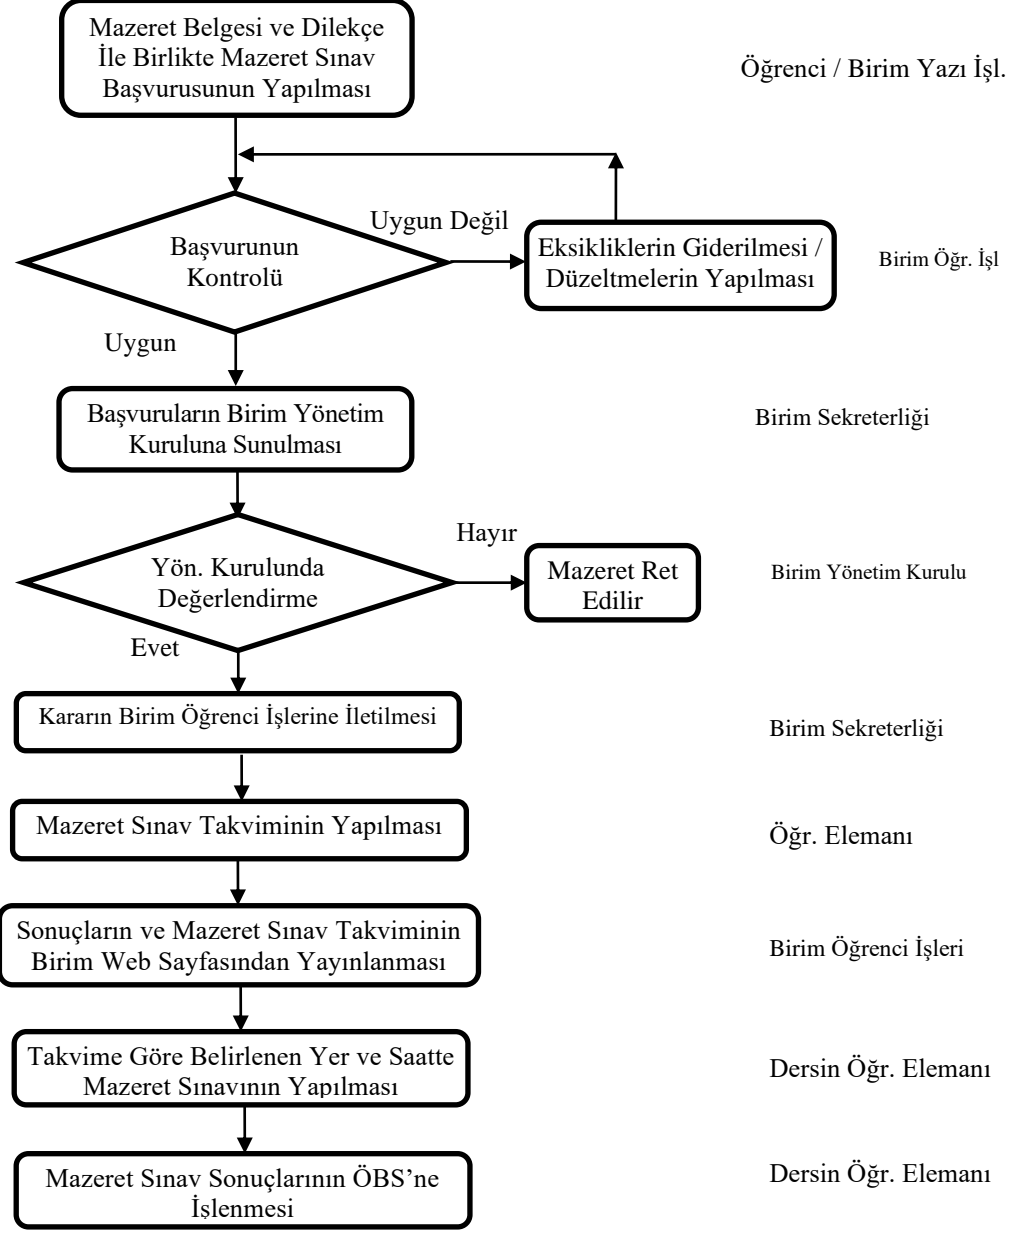 Mazeret Belgesi ve Dilekçe
İle Birlikte Mazeret Sınav
Başvurusunun Yapılması
Öğrenci / Birim Yazı İşl.
Başvurunun
Kontrolü
Uygun Değil
Eksikliklerin Giderilmesi /
Düzeltmelerin Yapılması
Birim Öğr. İşl
Uygun
Başvuruların Birim Yönetim
Kuruluna Sunulması
Birim Sekreterliği
Yön. Kurulunda
Değerlendirme
Hayır
Mazeret Ret
Edilir
Birim Yönetim Kurulu
Evet
Kararın Birim Öğrenci İşlerine İletilmesi
Birim Sekreterliği
Mazeret Sınav Takviminin Yapılması
Öğr. Elemanı
Sonuçların ve Mazeret Sınav Takviminin
Birim Web Sayfasından Yayınlanması
Birim Öğrenci İşleri
Takvime Göre Belirlenen Yer ve Saatte
Mazeret Sınavının Yapılması
Dersin Öğr. Elemanı
Mazeret Sınav Sonuçlarının ÖBS’ne
İşlenmesi
Dersin Öğr. Elemanı